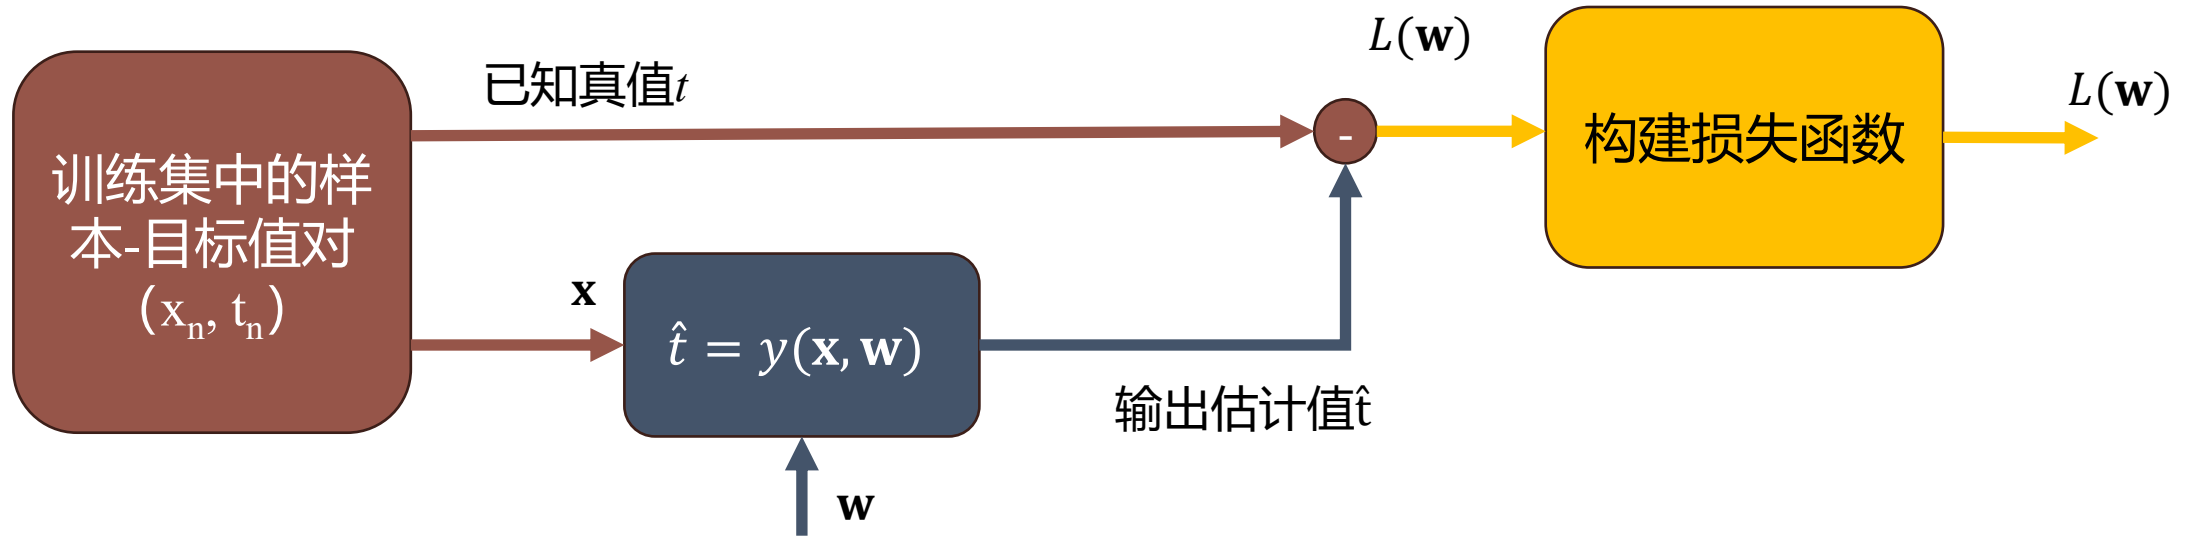 训练集中的样
本-目标值对
（xₙ, tₙ）
已知真值t
x
t̂ = y(x, w)
w
输出估计值t̂
-
L(w)
构建损失函数
L(w)